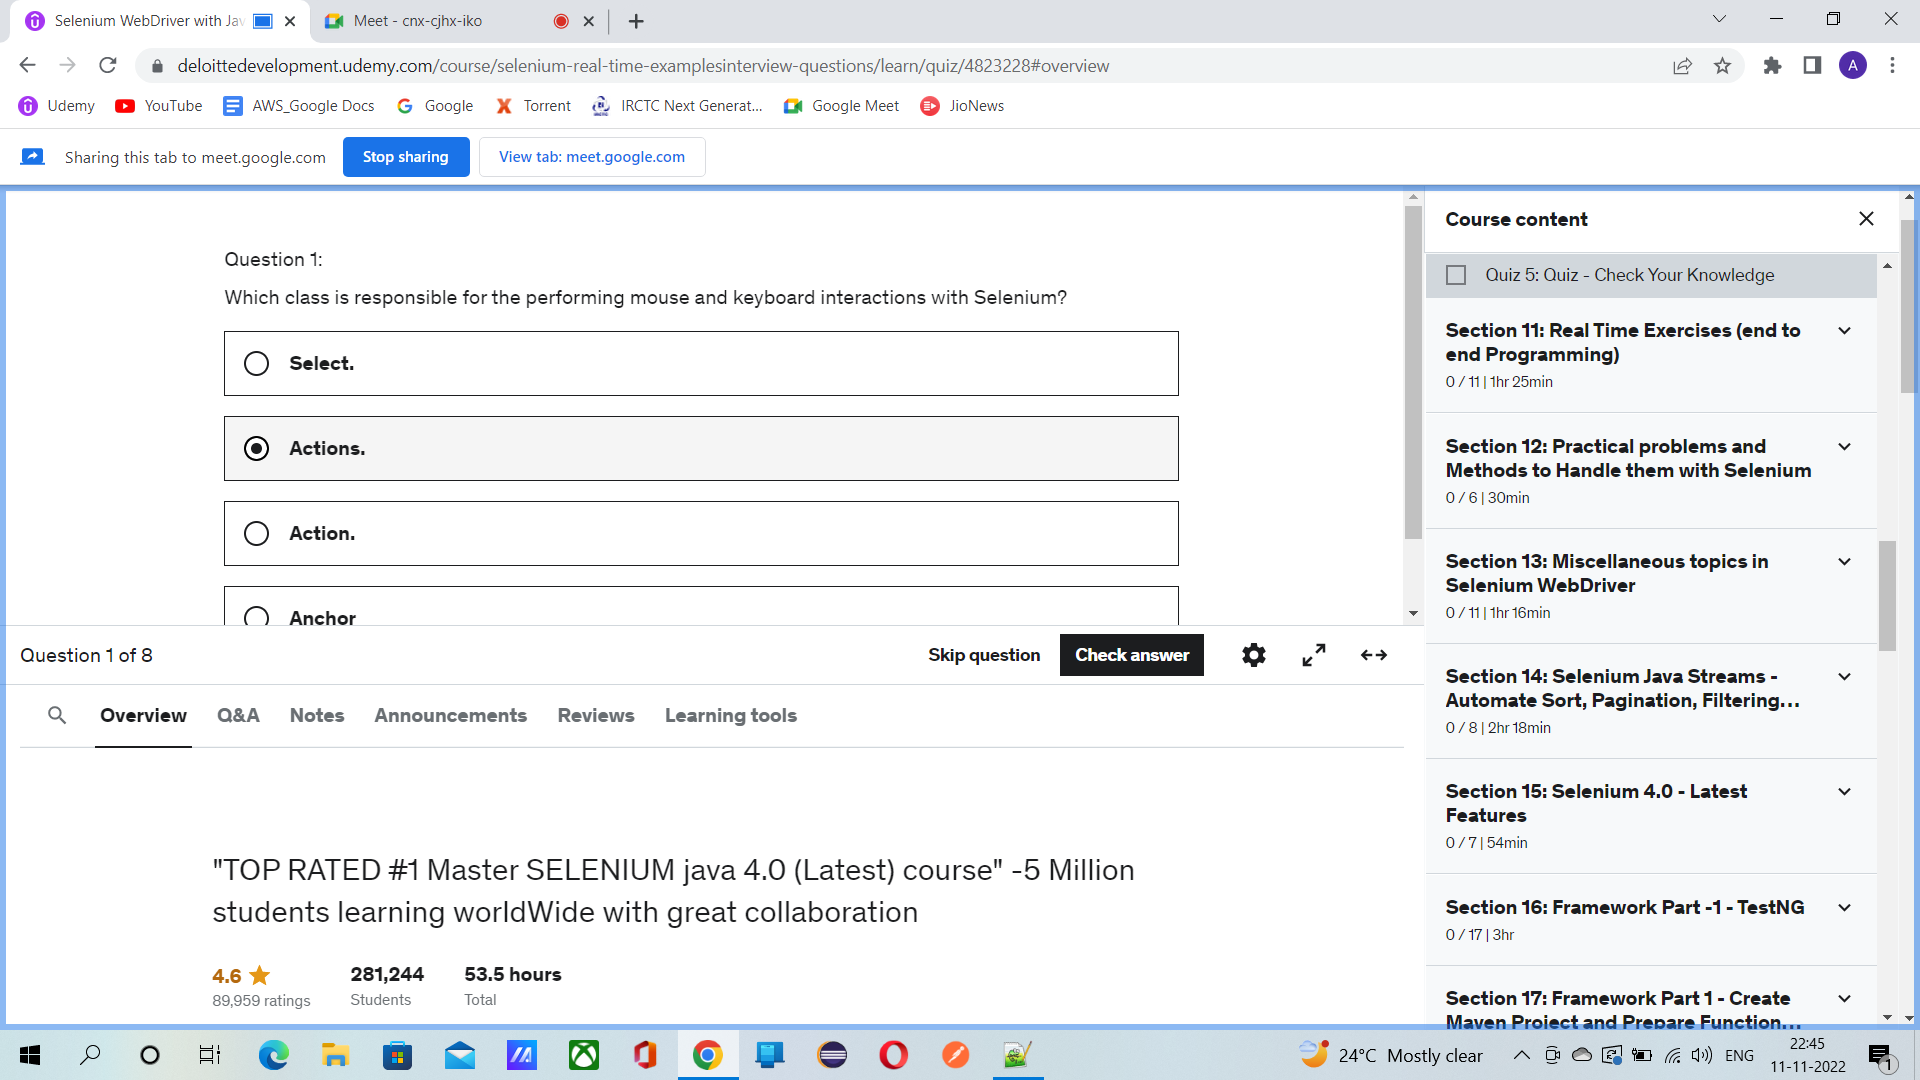 Selenium WebDriver with Jav
Meet - cnx-cjhx-iko
deloittedevelopment.udemy.com/course/selenium-real-time-examplesinterview-questions/learn/quiz/4823228#overview
A
Udemy
YouTube
AWS_Google Docs
Google
Torrent
IRCTC Next Generat...
Google Meet
JioNews
Sharing this tab to meet.google.com
Stop sharing
View tab: meet.google.com
Question 1:
Which class is responsible for the performing mouse and keyboard interactions with Selenium?
Select.
Actions.
Action.
Anchor
Question 1 of 8
Skip question
Check answer
Overview
Q&A
Notes
Announcements
Reviews
Learning tools
"TOP RATED #1 Master SELENIUM java 4.0 (Latest) course" -5 Million
students learning worldWide with great collaboration
4.6
281,244
53.5 hours
89,959 ratings
Students
Total
Course content
Quiz 5: Quiz - Check Your Knowledge
Section 11: Real Time Exercises (end to
end Programming)
0 / 11 | 1hr 25min
Section 12: Practical problems and
Methods to Handle them with Selenium
0 / 6 | 30min
Section 13: Miscellaneous topics in
Selenium WebDriver
0 / 11 | 1hr 16min
Section 14: Selenium Java Streams -
Automate Sort, Pagination, Filtering...
0 / 8 | 2hr 18min
Section 15: Selenium 4.0 - Latest
Features
0 / 7 | 54min
Section 16: Framework Part -1 - TestNG
0 / 17 | 3hr
Section 17: Framework Part 1 - Create
Maven Project and Prepare Function...
24°C Mostly clear
ENG
22:45
11-11-2022
1